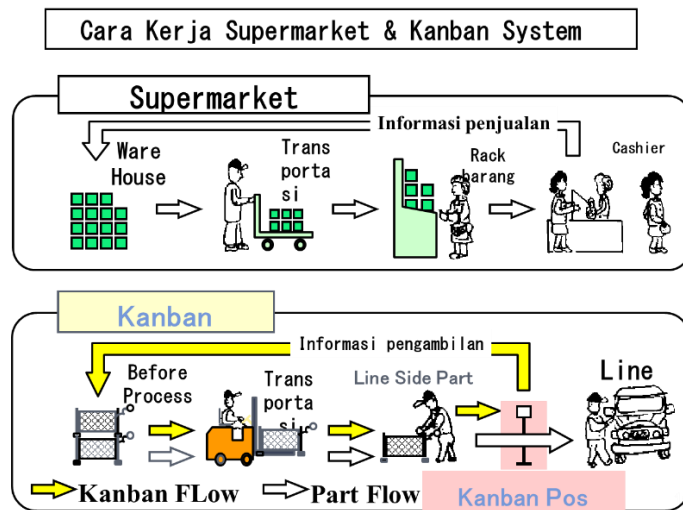 Cara Kerja Supermarket & Kanban System
Supermarket
Informasi penjualan
Ware
House
Trans
porta
si
Rack
barang
Cashier
Kanban
Informasi pengambilan
Before
Process
Trans
porta
si
Line Side Part
Line
Kanban FLow
Part Flow
Kanban Pos